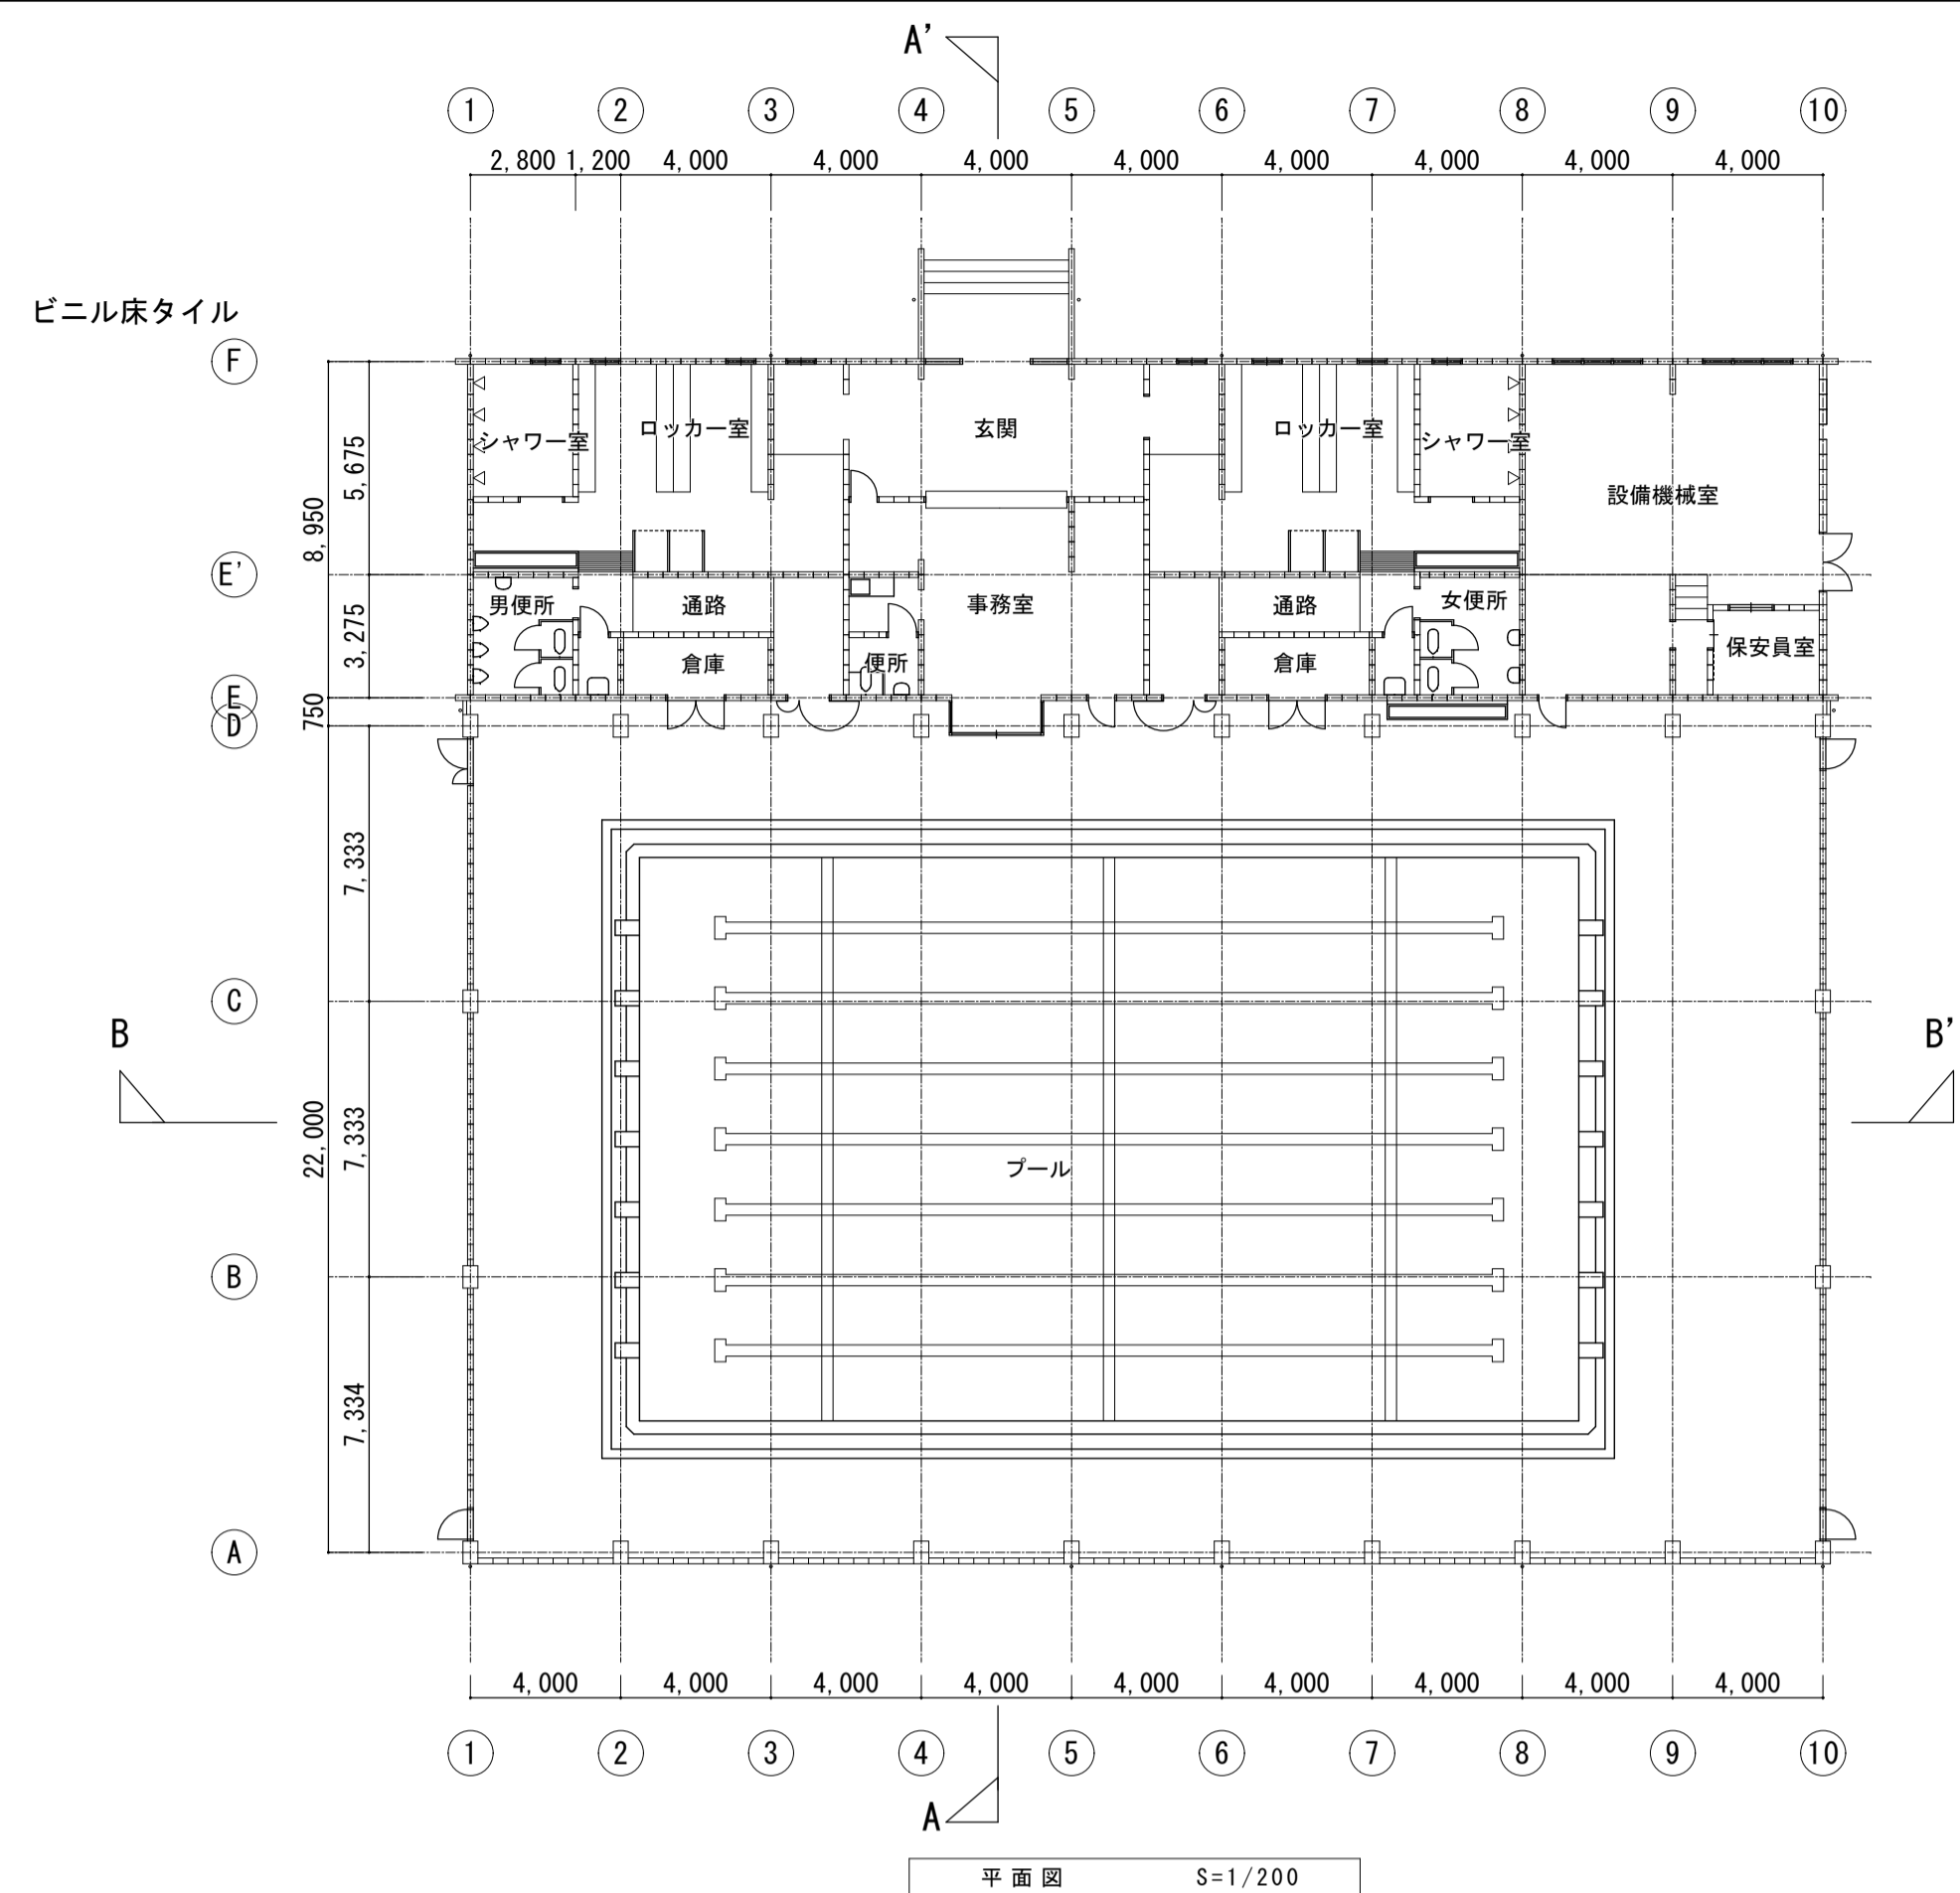 A’
1 2 3 4 5 6 7 8 9 10
2,800 1,200 4,000 4,000 4,000 4,000 4,000 4,000 4,000 4,000
ビニル床タイル
F
シャワー室 ロッカー室 玄関 ロッカー室 シャワー室
5,675
設備機械室
8,950
E’
男便所 通路 事務室 通路 女便所
3,275
倉庫 便所 倉庫 保安員室
E
D
750
7,333
C
B B’
22,000
7,333
プール
B
7,334
A
4,000 4,000 4,000 4,000 4,000 4,000 4,000 4,000 4,000
1 2 3 4 5 6 7 8 9 10
A
平面図 S=1/200